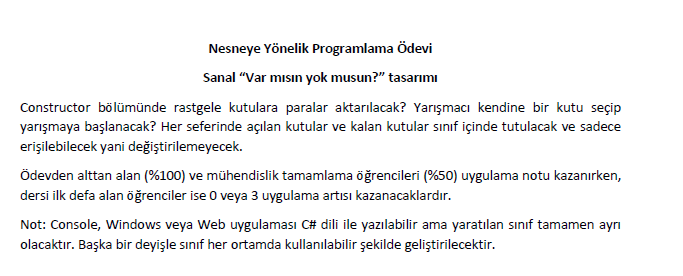 Nesneye Yönelik Programlama Ödevi
Sanal “Var mısın yok musun?” tasarımı
Constructor bölümünde rastgele kutulara paralar aktarılacak? Yarışmacı kendine bir kutu seçip
yarışmaya başlanacak? Her seferinde açılan kutular ve kalan kutular sınıf içinde tutulacak ve sadece
erişilebilecek yani değiştirilemeyecek.
Ödevden alttan alan (%100) ve mühendislik tamamlama öğrencileri (%50) uygulama notu kazanırken,
dersi ilk defa alan öğrenciler ise 0 veya 3 uygulama artısı kazanacaklardır.
Not: Console, Windows veya Web uygulaması C# dili ile yazılabilir ama yaratılan sınıf tamamen ayrı
olacaktır. Başka bir deyişle sınıf her ortamda kullanılabilir şekilde geliştirilecektir.